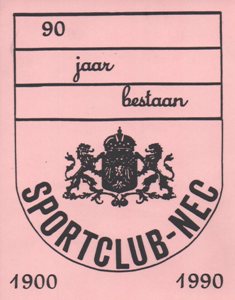 90
jaar
bestaan
SPORTCLUB-NEC
1900 1990